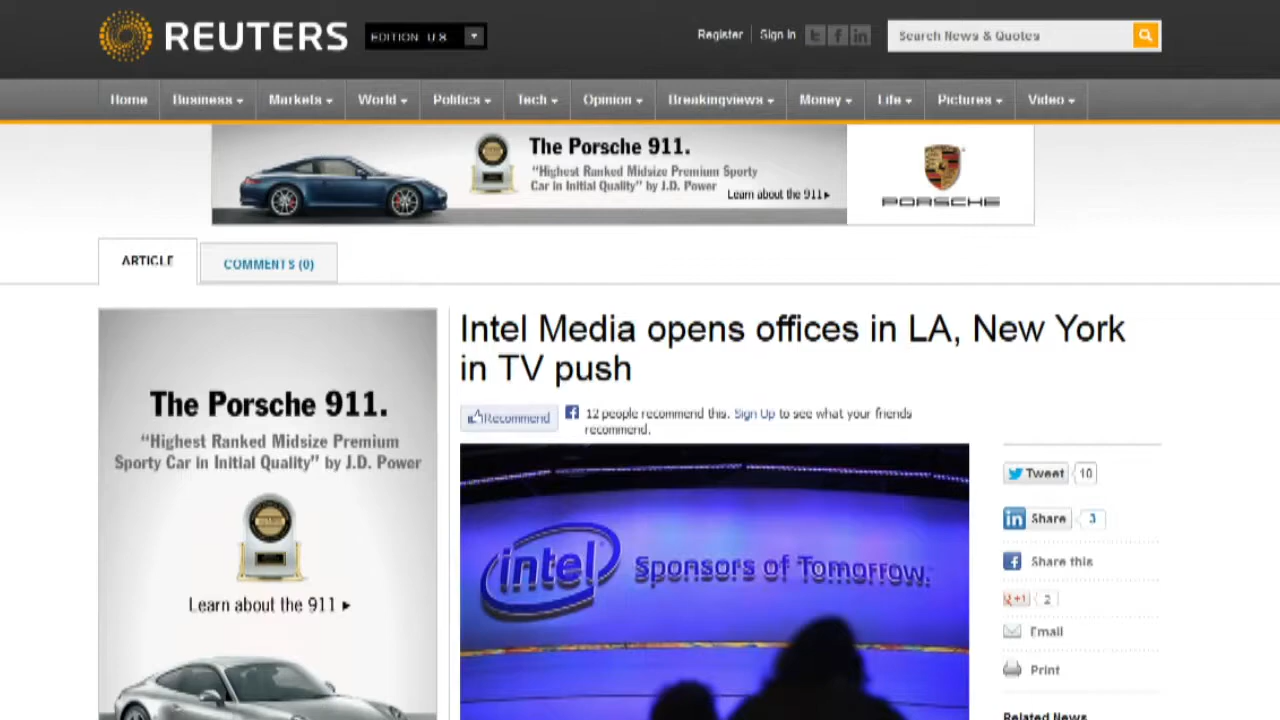 REUTERS
EDITION U S
Register
Sign In
Search News & Quotes
Home
Business
Markets
World
Politics
Tech
Opinion
Breakingviews
Money
Life
Pictures
Video
The Porsche 911.
“Highest Ranked Midsize Premium Sporty
Car in Initial Quality” by J.D. Power
Learn about the 911
PORSCHE
ARTICLE
COMMENTS (0)
The Porsche 911.
“Highest Ranked Midsize Premium
Sporty Car in Initial Quality” by J.D. Power
Learn about the 911
Intel Media opens offices in LA, New York
in TV push
Recommend
12 people recommend this. Sign Up to see what your friends
recommend.
intel
Sponsors of Tomorrow.
Tweet 10
in Share 3
Share this
+1 2
Email
Print
Related News